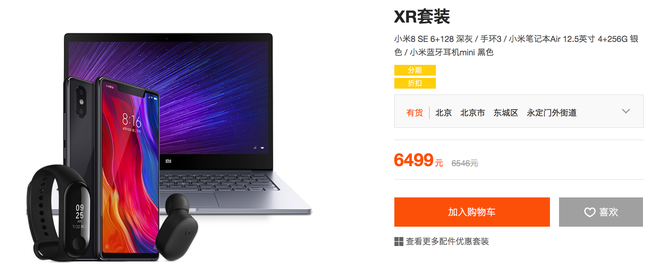 XR套装
小米8 SE 6+128 深灰 / 手环3 / 小米笔记本Air 12.5英寸 4+256G 银
色 / 小米蓝牙耳机mini 黑色
分期
折扣
有货 北京 北京市 东城区 永定门外街道
6499元 6546元
加入购物车 喜欢
查看更多配件优惠套装
8:16
09
25
mi